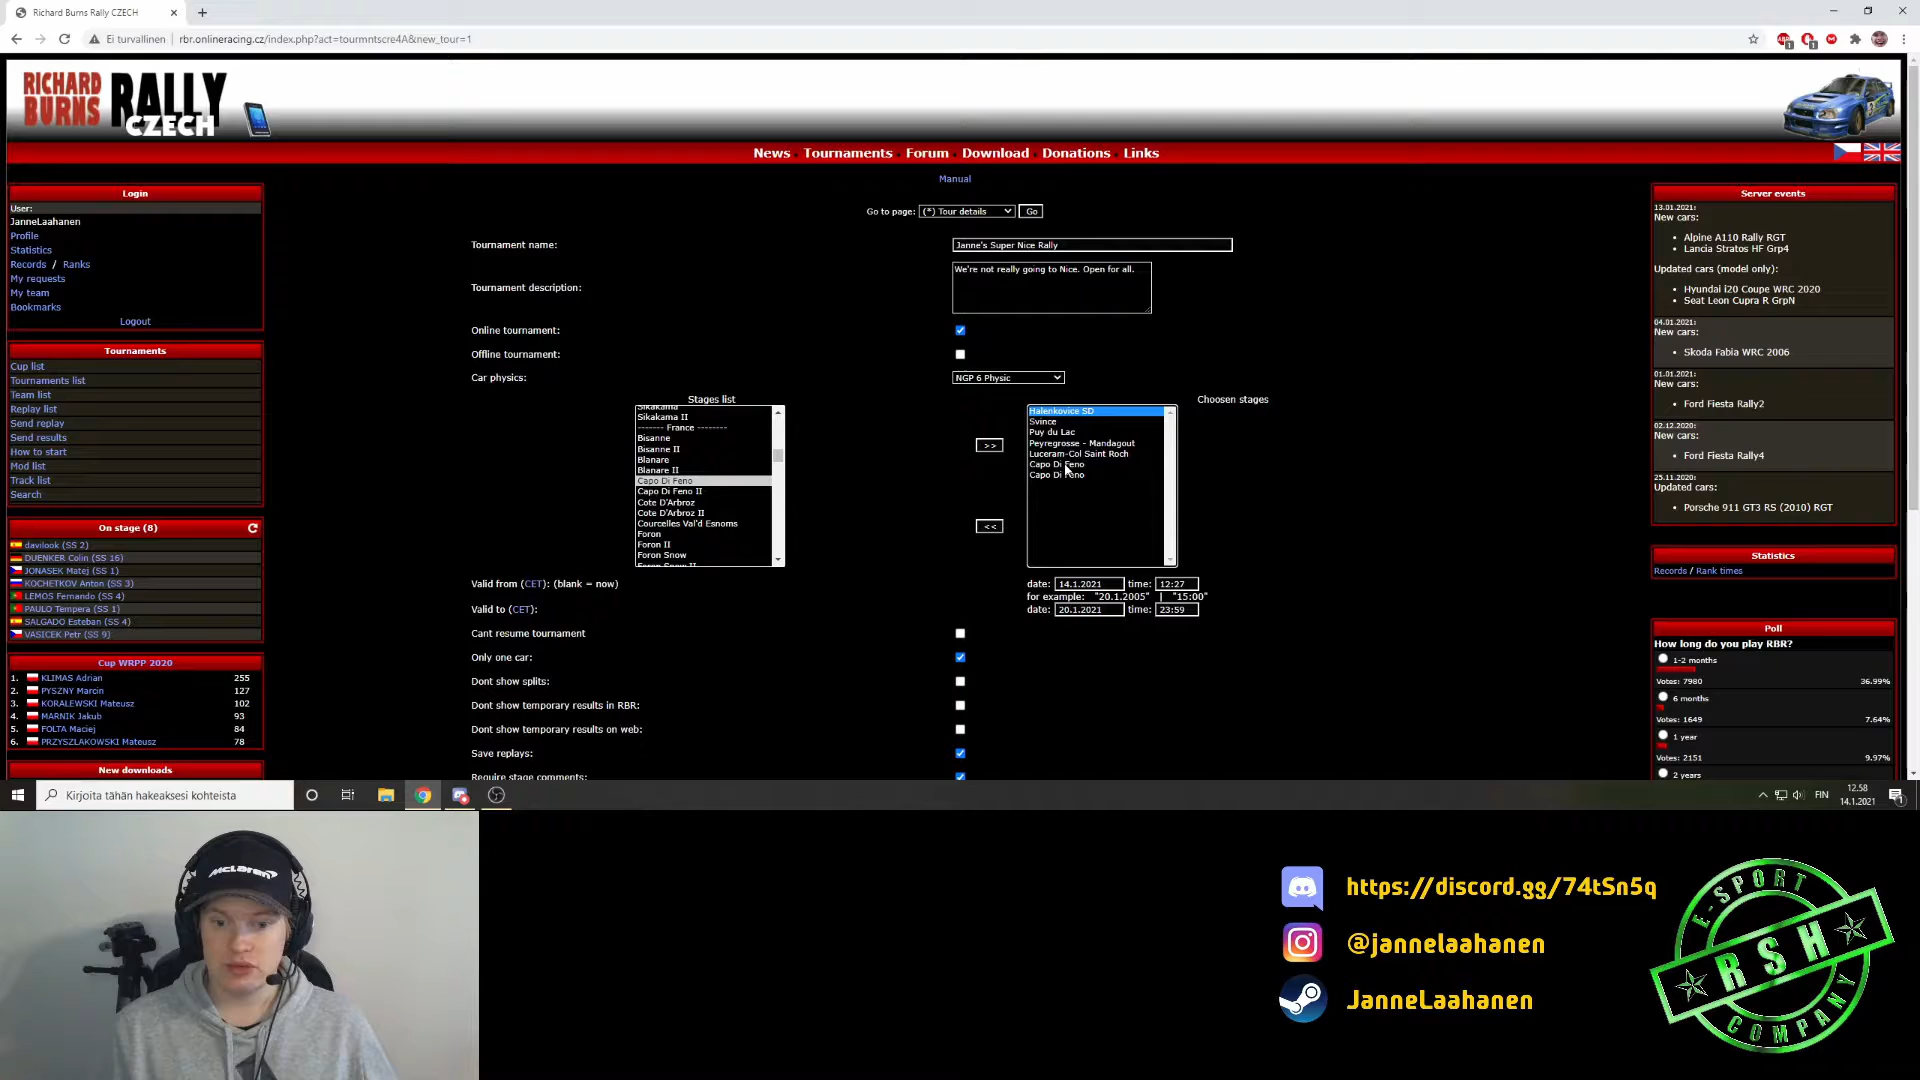 Richard Burns Rally CZECH
Ei turvallinen
rbr.onlineracing.cz/index.php?act=tourmntscre4A&new_tour=1
RICHARD BURNS RALLY CZECH
News Tournaments Forum Download Donations Links
Manual
Go to page: (*) Tour details Go
Login
User:
JanneLaahanen
Profile
Statistics
Records / Ranks
My requests
My team
Bookmarks
Logout
Tournaments
Cup list
Tournaments list
Team list
Replay list
Send replay
Send results
How to start
Mod list
Track list
Search
On stage (8)
davilook (SS 2)
DUENKER Colin (SS 16)
JONASEK Matej (SS 1)
KOCHETKOV Anton (SS 3)
LEMOS Fernando (SS 4)
PAULO Tempera (SS 1)
SALGADO Esteban (SS 4)
VASICEK Petr (SS 9)
Cup WRPP 2020
1. KLIMAS Adrian 255
2. PYSZNY Marcin 127
3. KORALEWSKI Mateusz 102
4. MARNIK Jakub 93
5. FOLTA Maciej 84
6. PRZYSZLAKOWSKI Mateusz 78
New downloads
Tournament name: Janne's Super Nice Rally
Tournament description: We're not really going to Nice. Open for all.
Online tournament:
Offline tournament:
Car physics: NGP 6 Physic
Stages list
Sikakama
Sikakama II
------- France --------
Bisanne
Bisanne II
Blanare
Blanare II
Capo Di Feno
Capo Di Feno II
Cote D'Arbroz
Cote D'Arbroz II
Courcelles Val'd Esnoms
Foron
Foron II
Foron Snow
Foron Snow II
>>
<<
Choosen stages
Halenkovice SD
Svince
Puy du Lac
Peyregrosse - Mandagout
Luceram-Col Saint Roch
Capo Di Feno
Capo Di Feno
Valid from (CET): (blank = now) date: 14.1.2021 time: 12:27
for example: "20.1.2005" | "15:00"
Valid to (CET): date: 20.1.2021 time: 23:59
Cant resume tournament
Only one car:
Dont show splits:
Dont show temporary results in RBR:
Dont show temporary results on web:
Save replays:
Require stage comments:
Server events
13.01.2021:
New cars:
• Alpine A110 Rally RGT
• Lancia Stratos HF Grp4
Updated cars (model only):
• Hyundai i20 Coupe WRC 2020
• Seat Leon Cupra R GrpN
04.01.2021:
New cars:
• Skoda Fabia WRC 2006
01.01.2021:
New cars:
• Ford Fiesta Rally2
02.12.2020:
New cars:
• Ford Fiesta Rally4
25.11.2020:
Updated cars:
• Porsche 911 GT3 RS (2010) RGT
Statistics
Records / Rank times
Poll
How long do you play RBR?
1-2 months
Votes: 7980 36.99%
6 months
Votes: 1649 7.64%
1 year
Votes: 2151 9.97%
2 years
Kirjoita tähän hakeaksesi kohteista
FIN
12.58
14.1.2021
McLaren
https://discord.gg/74tSn5q
@jannelaahanen
JanneLaahanen
E-SPORT
RSH
COMPANY